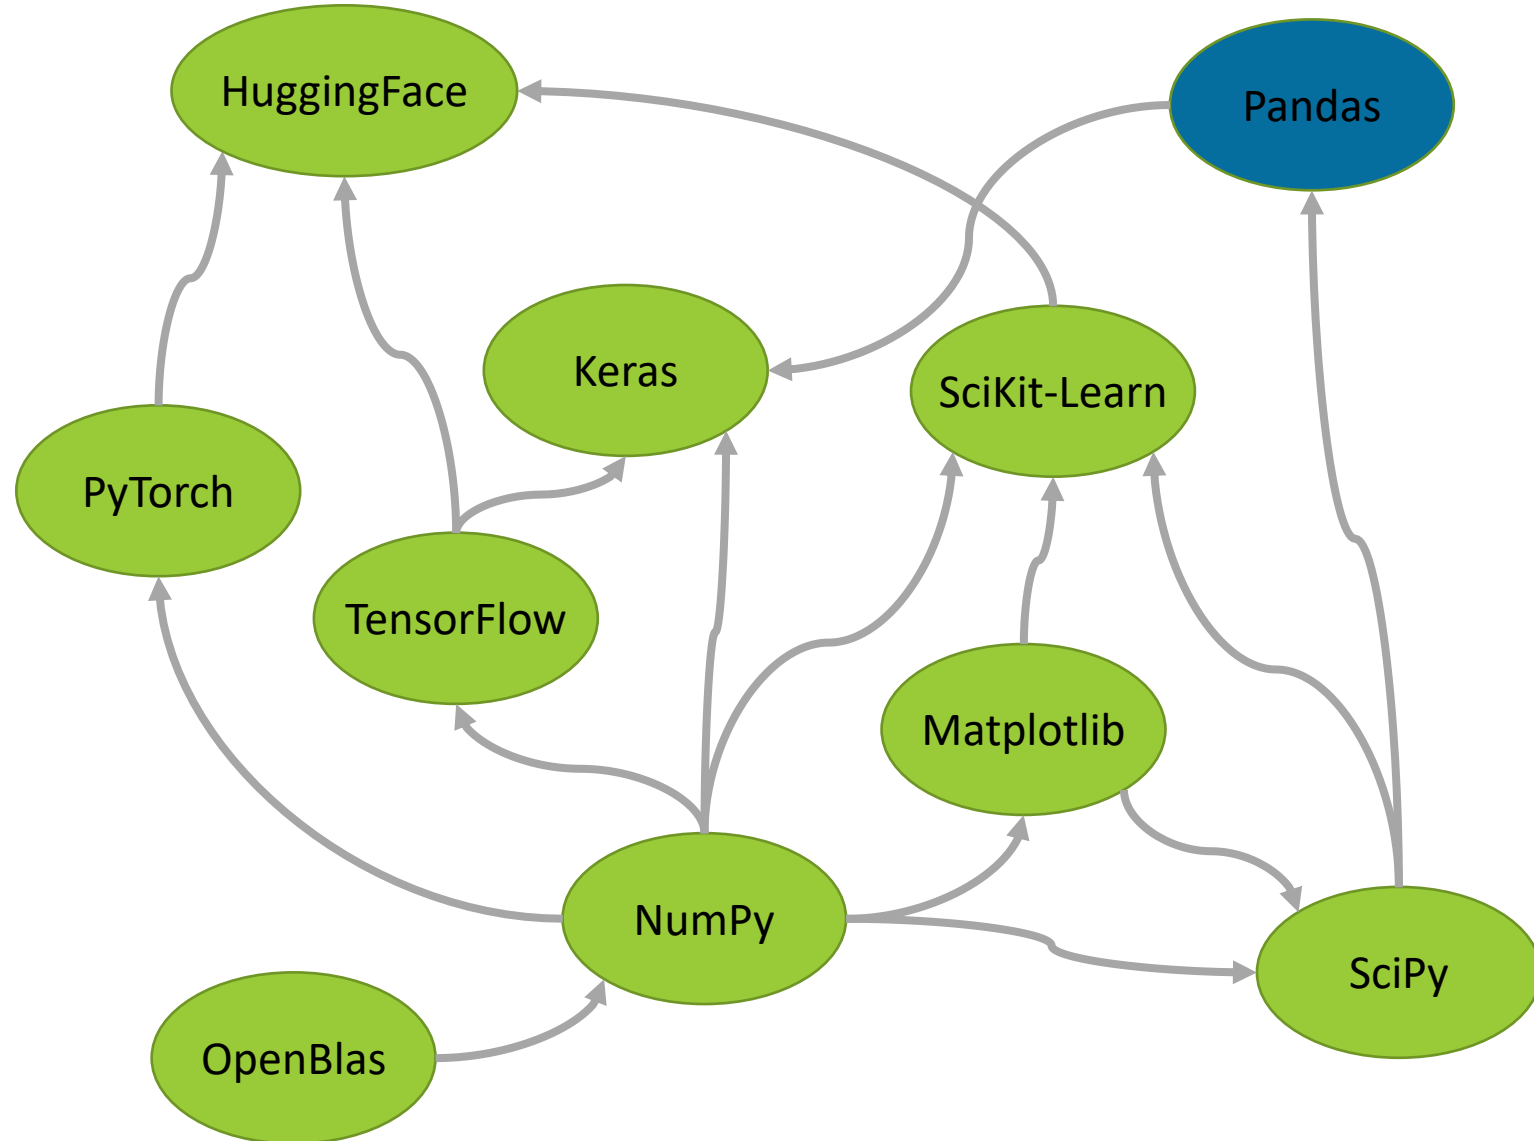 HuggingFace
Pandas
Keras
SciKit-Learn
PyTorch
TensorFlow
Matplotlib
NumPy
SciPy
OpenBlas